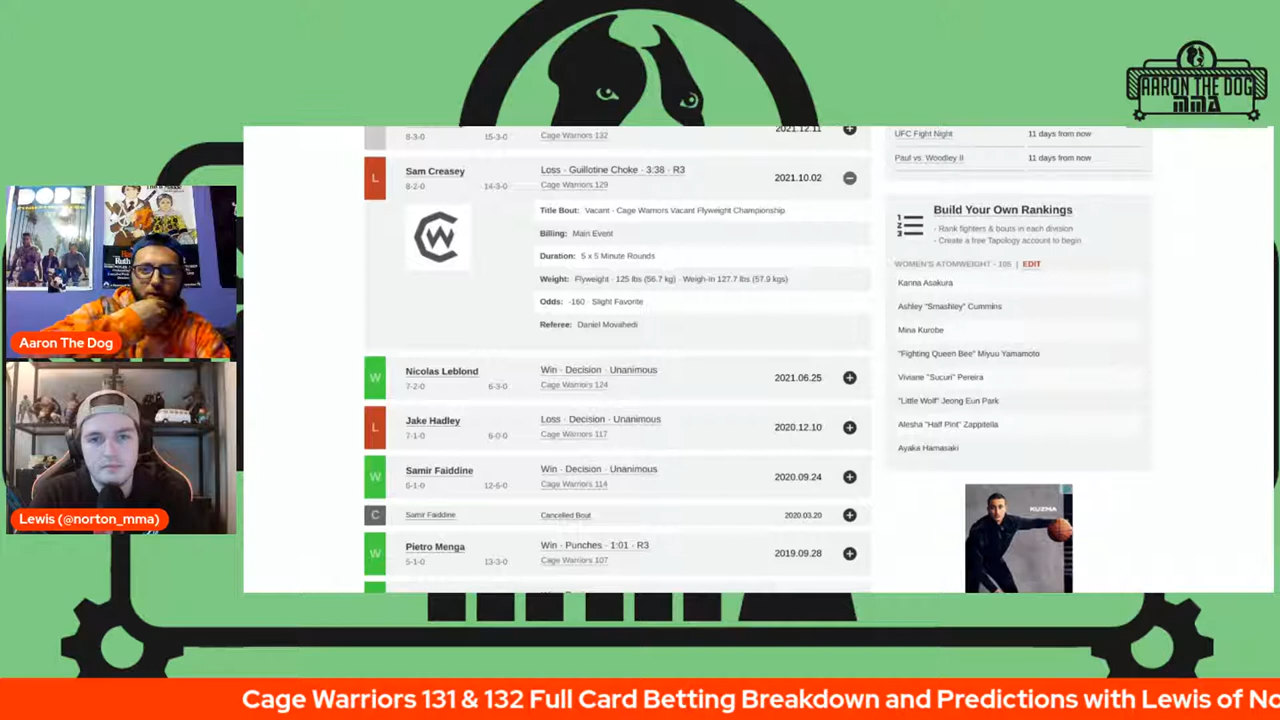 AARON THE DOG
MMA
DOPE
Aaron The Dog
Lewis (@norton_mma)
8-3-0 15-3-0 Cage Warriors 132 2021.12.11
L Sam Creasey Loss · Guillotine Choke · 3:38 · R3 2021.10.02
8-2-0 14-3-0 Cage Warriors 129
CW
Title Bout: Vacant · Cage Warriors Vacant Flyweight Championship
Billing: Main Event
Duration: 5 x 5 Minute Rounds
Weight: Flyweight · 125 lbs (56.7 kg) · Weigh-In 127.7 lbs (57.9 kgs)
Odds: -160 · Slight Favorite
Referee: Daniel Movahedi
W Nicolas Leblond Win · Decision · Unanimous 2021.06.25
7-2-0 6-3-0 Cage Warriors 124
L Jake Hadley Loss · Decision · Unanimous 2020.12.10
7-1-0 6-0-0 Cage Warriors 117
W Samir Faiddine Win · Decision · Unanimous 2020.09.24
6-1-0 12-6-0 Cage Warriors 114
C Samir Faiddine Cancelled Bout 2020.03.20
W Pietro Menga Win · Punches · 1:01 · R3 2019.09.28
5-1-0 13-3-0 Cage Warriors 107
UFC Fight Night 11 days from now
Paul vs. Woodley II 11 days from now
1
2
3
Build Your Own Rankings
- Rank fighters & bouts in each division
- Create a free Tapology account to begin
WOMEN'S ATOMWEIGHT - 105 | EDIT
Kanna Asakura
Ashley "Smashley" Cummins
Mina Kurobe
"Fighting Queen Bee" Miyuu Yamamoto
Viviane "Sucuri" Pereira
"Little Wolf" Jeong Eun Park
Alesha "Half Pint" Zappitella
Ayaka Hamasaki
KUZMA
Cage Warriors 131 & 132 Full Card Betting Breakdown and Predictions with Lewis of No